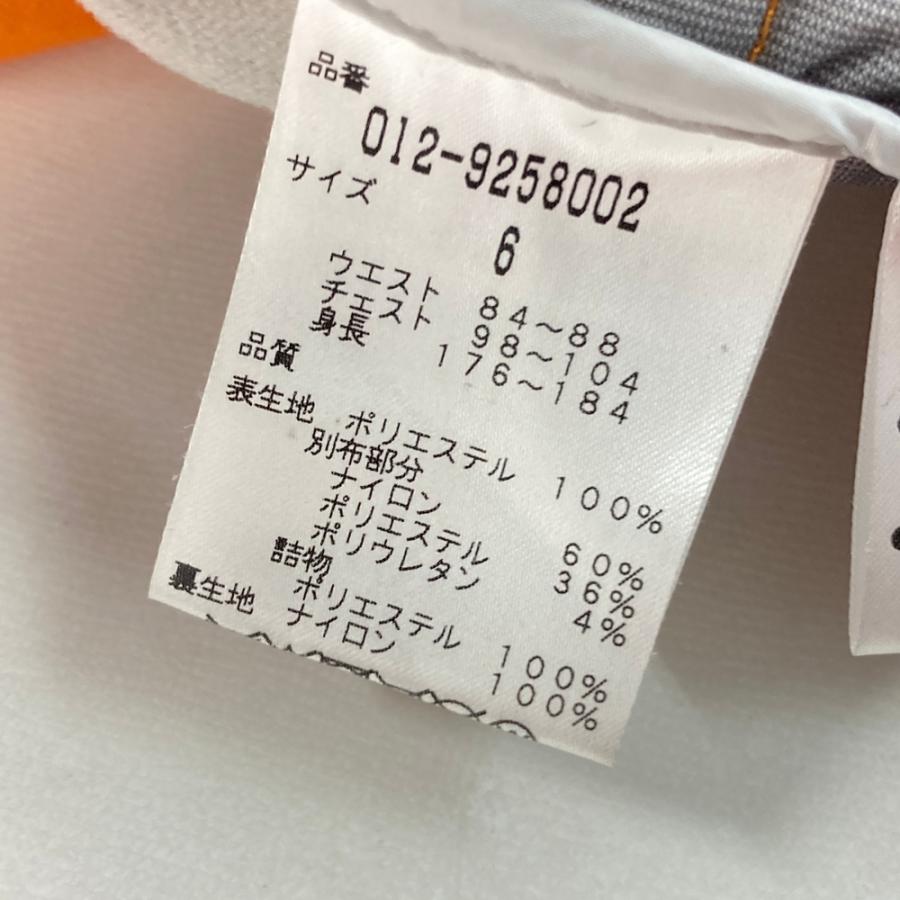 品番
012-9258002
サイズ
6
ウエスト 84～88
チェスト 98～104
身長 176～184
品質
表生地 ポリエステル 100%
別布部分
ナイロン 60%
ポリエステル 36%
ポリウレタン 4%
詰物
ポリエステル 100%
裏生地 ナイロン 100%